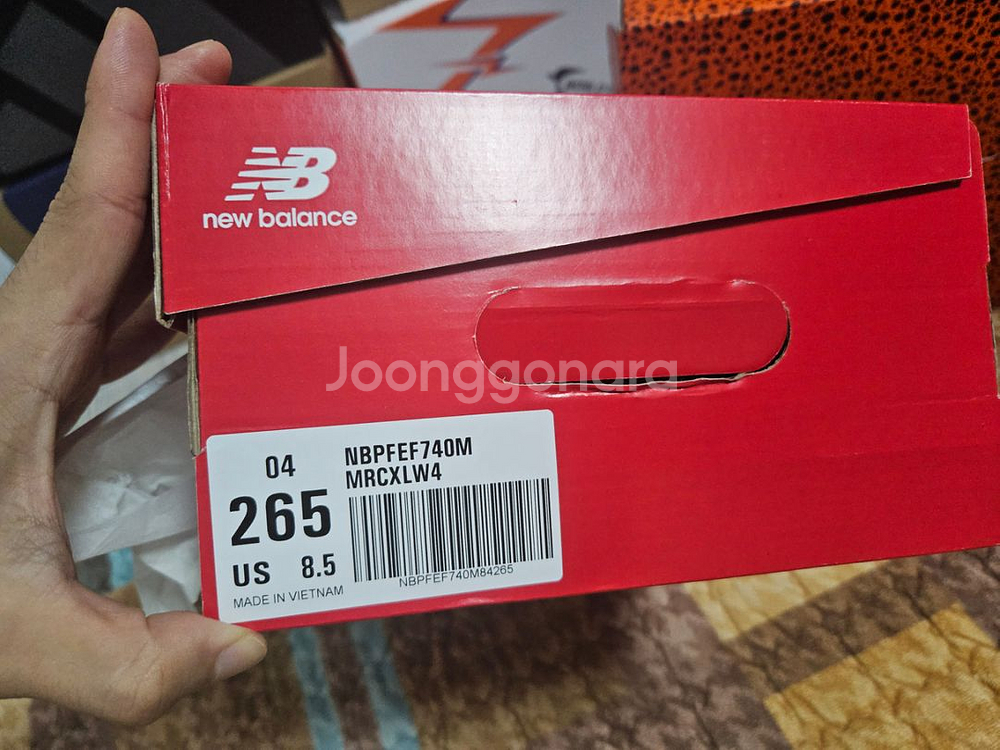 NB
new balance
Joonggonara
04
NBPFEF740M
MRCXLW4
265
US 8.5
NBPFEF740M84265
MADE IN VIETNAM